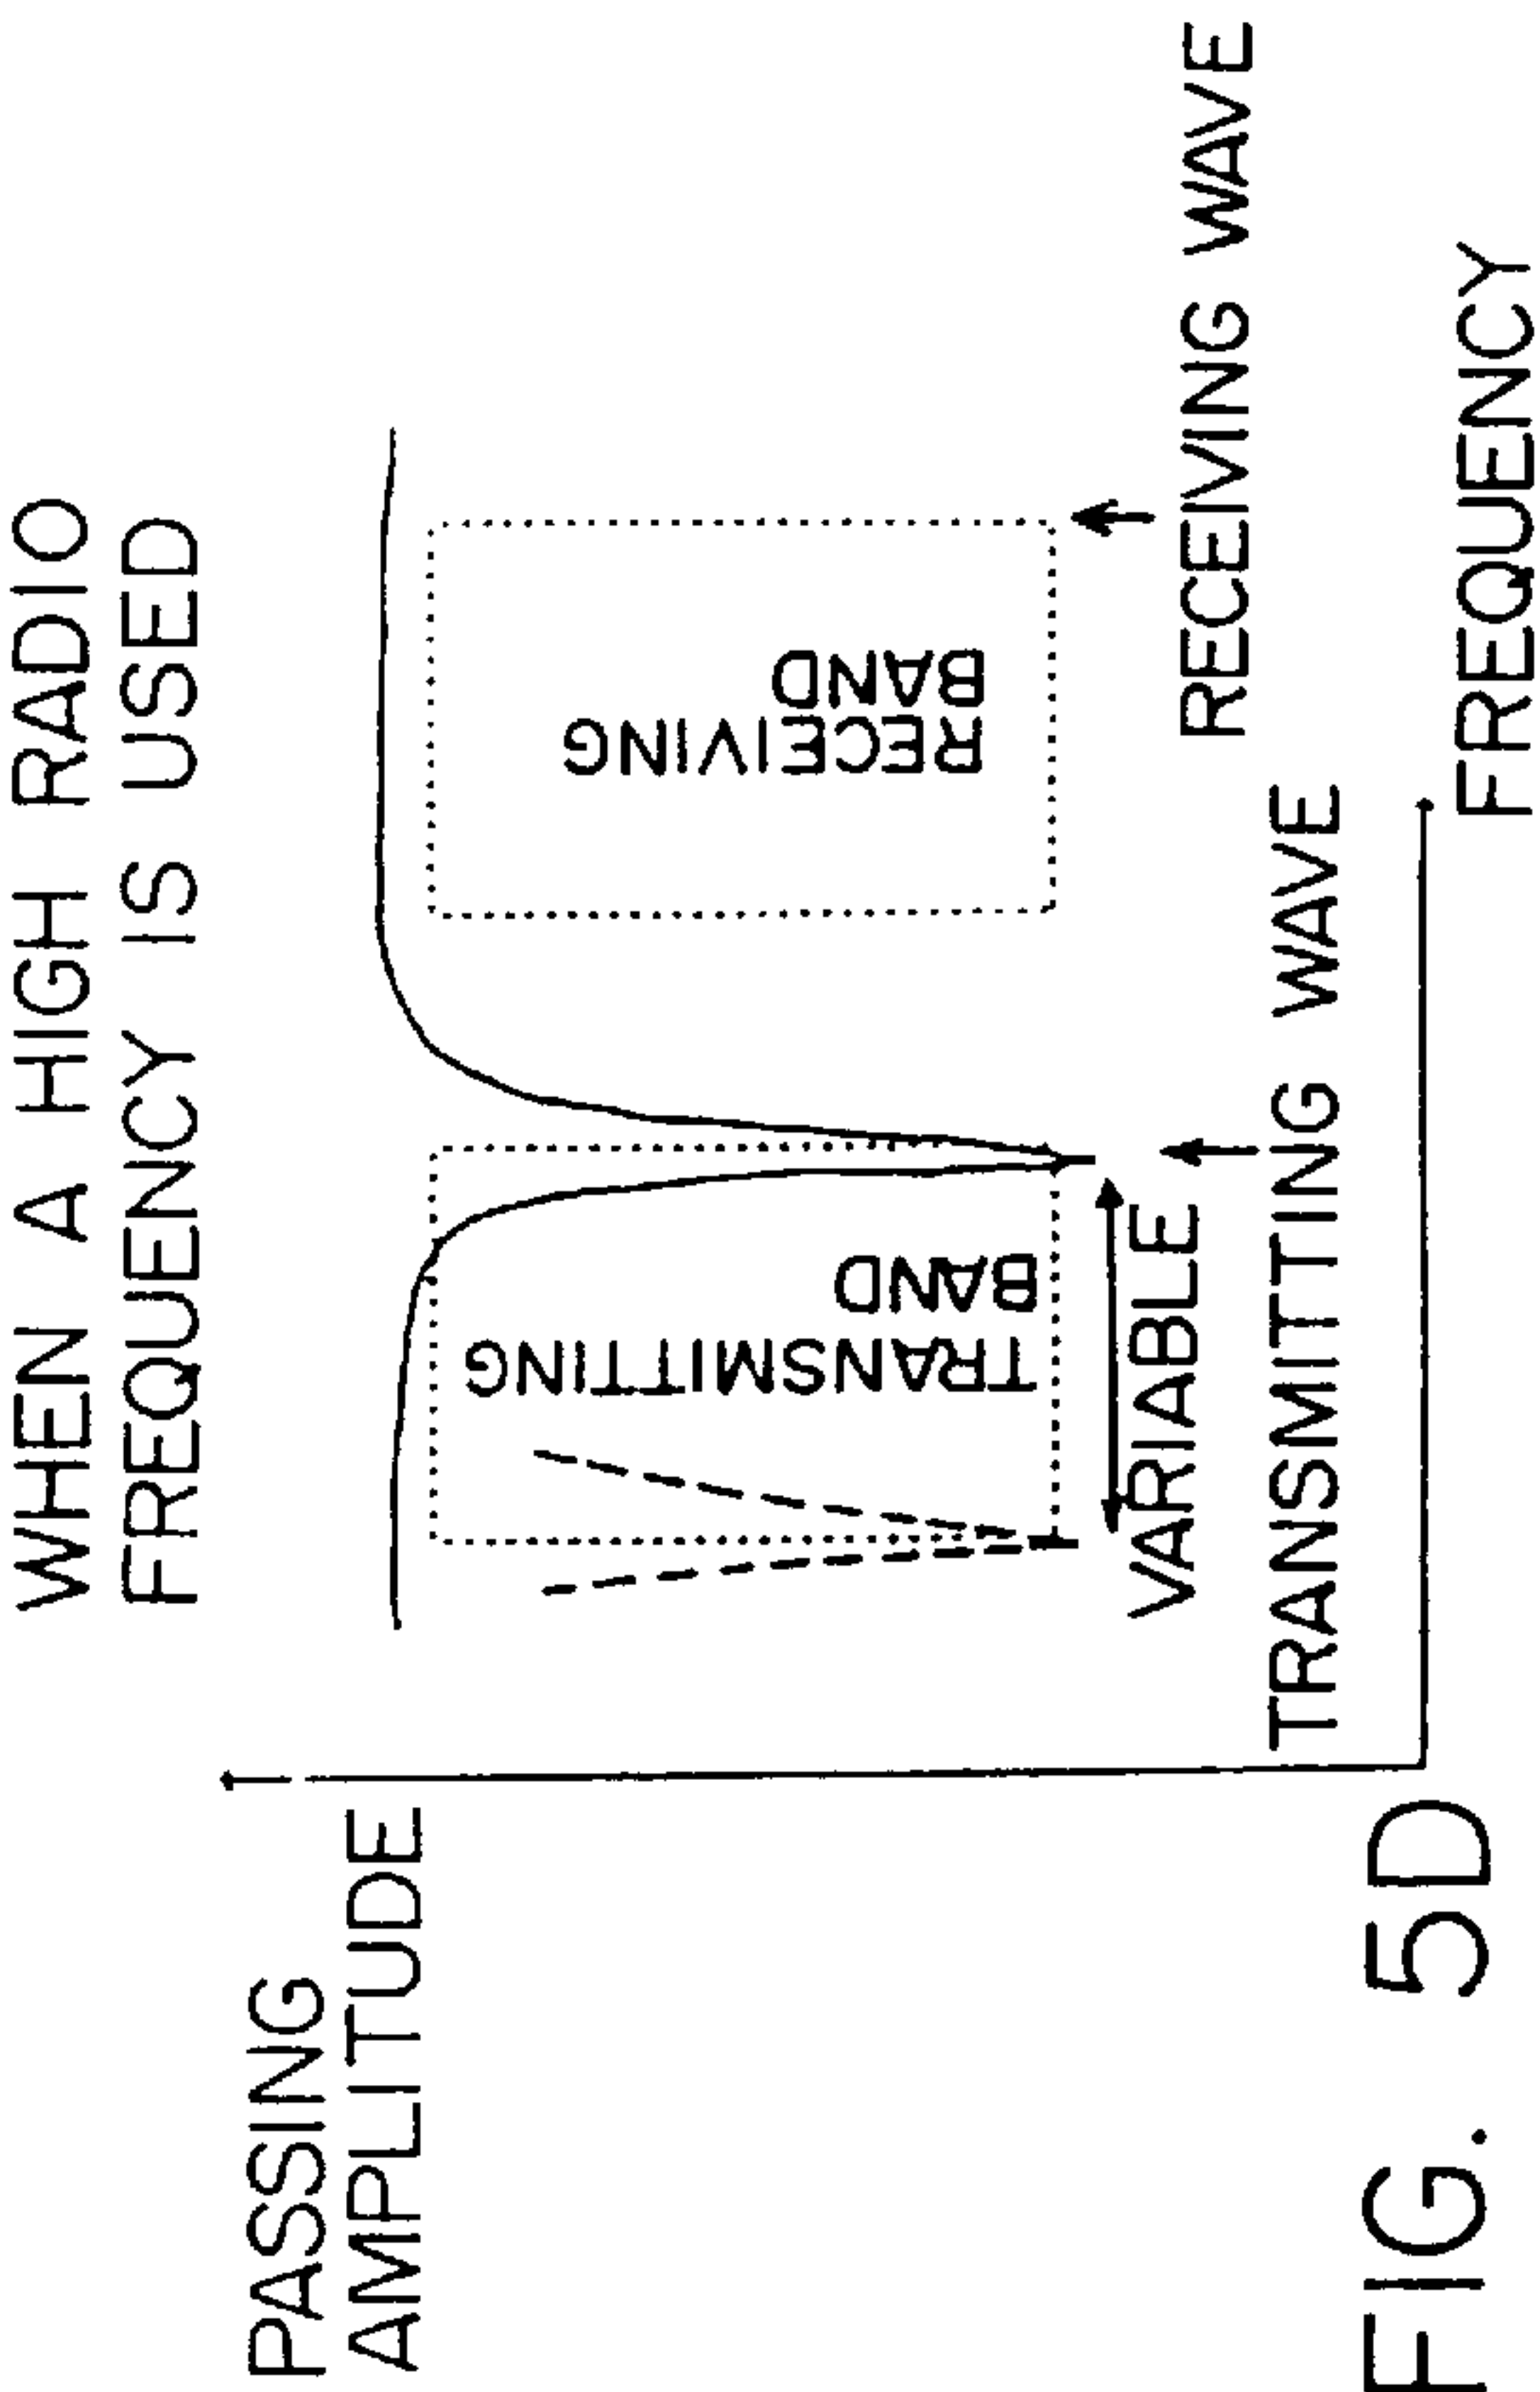 WHEN A HIGH RADIO
FREQUENCY IS USED
PASSING
AMPLITUDE
TRANSMITTING
BAND
RECEIVING
BAND
VARIABLE
RECEIVING WAVE
TRANSMITTING WAVE
FREQUENCY
FIG. 5D